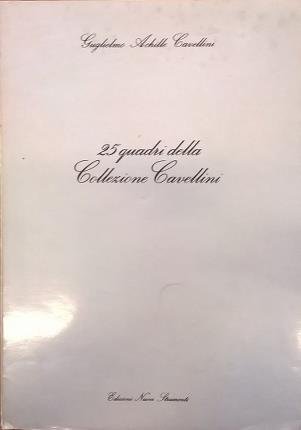 Guglielmo Achille Cavellini
25 quadri della
Collezione Cavellini
Edizioni Nuovi Strumenti